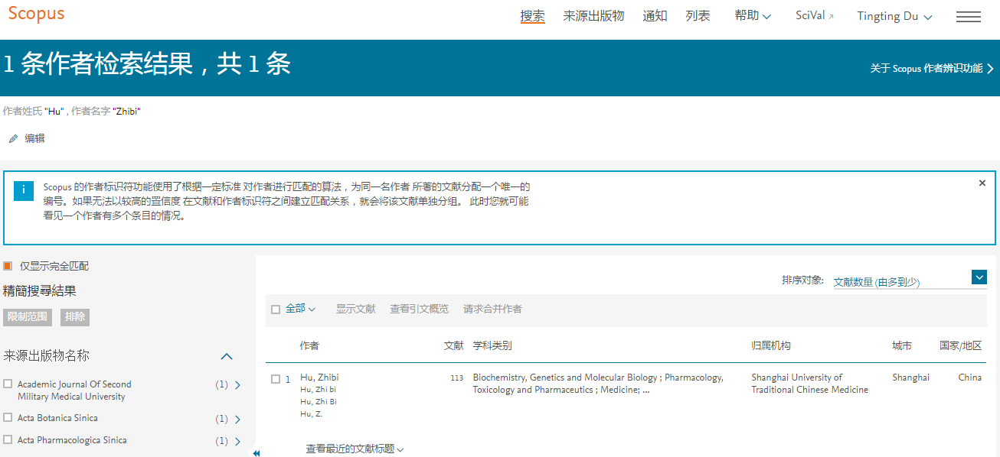 Scopus
搜索 来源出版物 通知 列表 帮助 SciVal Tingting Du
1 条作者检索结果，共 1 条
关于 Scopus 作者辨识功能
作者姓氏 "Hu" , 作者名字 "Zhibi"
编辑
i
Scopus 的作者标识符功能使用了根据一定标准 对作者进行匹配的算法，为同一名作者 所著的文献分配一个唯一的
编号。如果无法以较高的置信度 在文献和作者标识符之间建立匹配关系，就会将该文献单独分组。 此时您就可能
看见一个作者有多个条目的情况。
仅显示完全匹配
精簡搜尋結果
限制范围 排除
来源出版物名称
Academic Journal Of Second (1)
Military Medical University
Acta Botanica Sinica (1)
Acta Pharmacologica Sinica (1)
排序对象: 文献数量 (由多到少)
全部 显示文献 查看引文概览 请求合并作者
作者 文献 学科类别 归属机构 城市 国家/地区
1 Hu, Zhibi 113 Biochemistry, Genetics and Molecular Biology ; Pharmacology, Shanghai University of Shanghai China
Hu, Zhi bi Toxicology and Pharmaceutics ; Medicine; ... Traditional Chinese Medicine
Hu, Zhi Bi
Hu, Z.
查看最近的文献标题